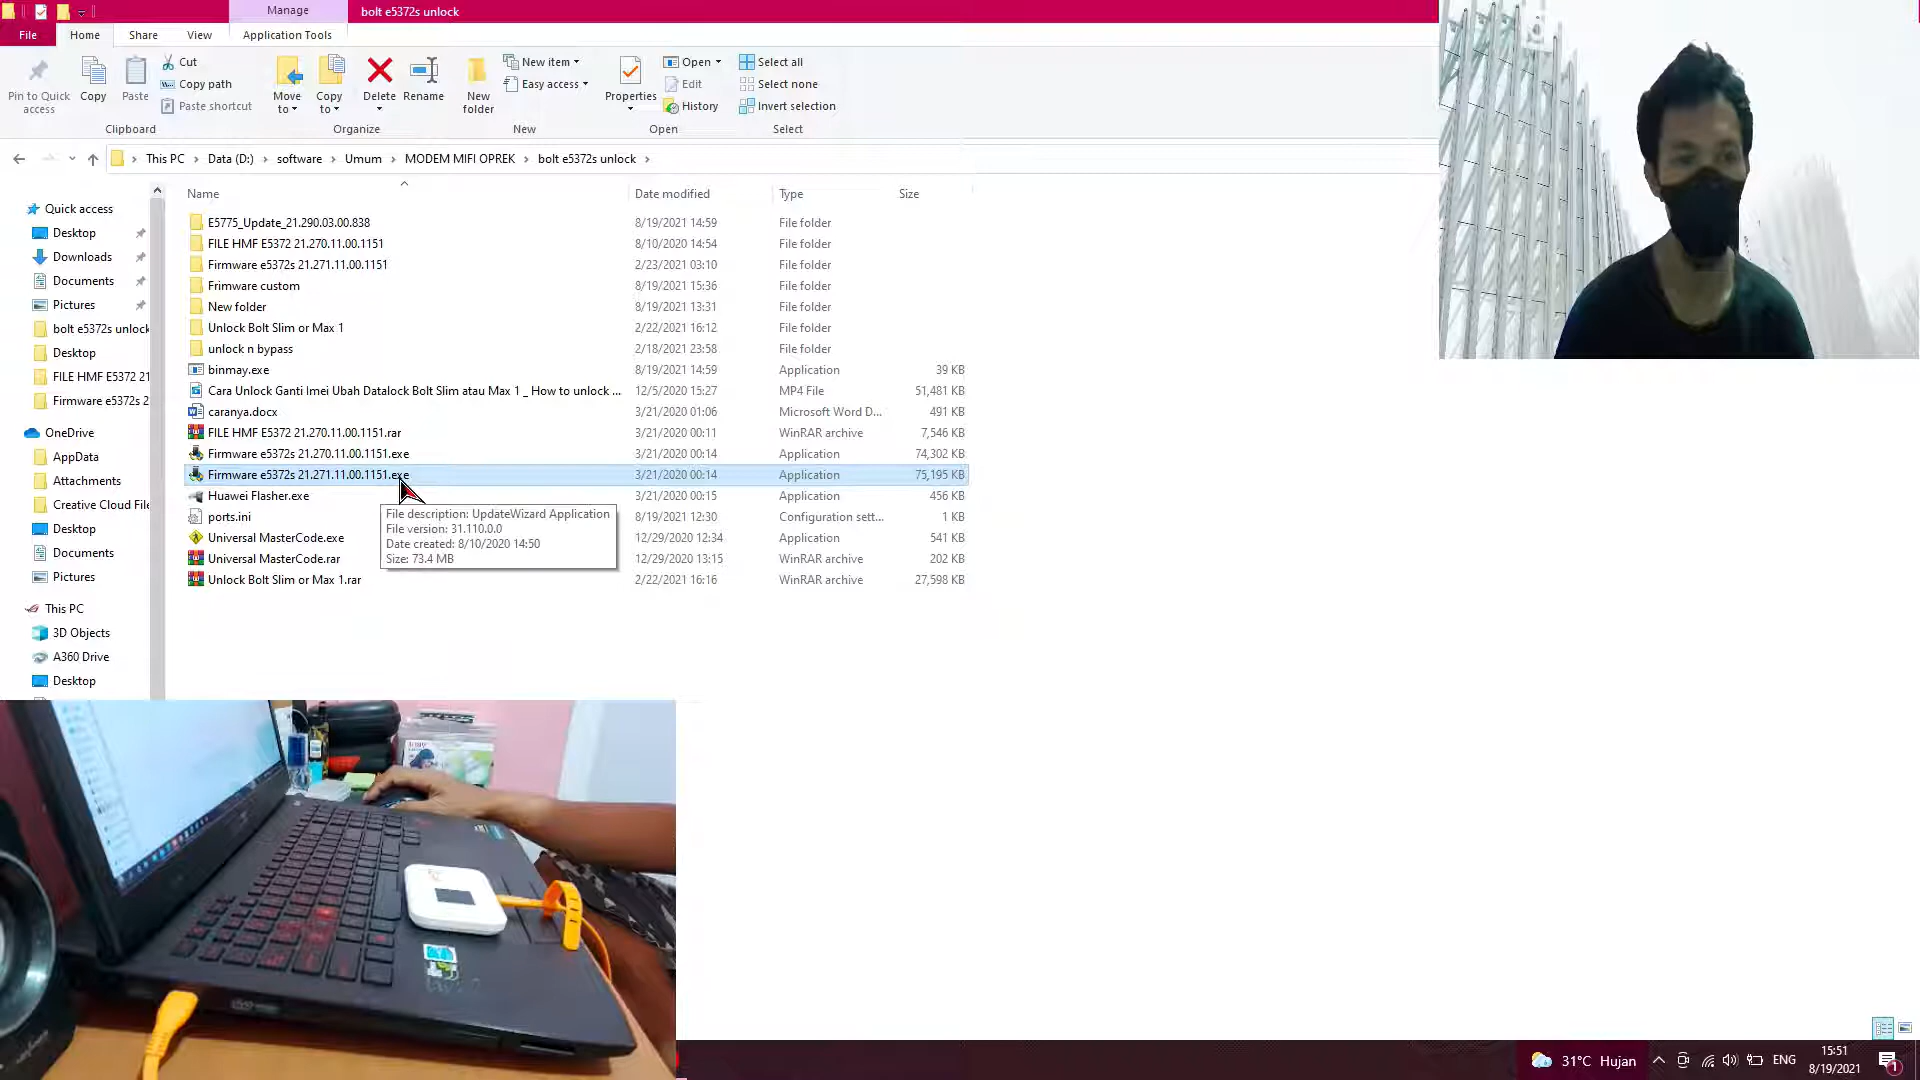 Manage
bolt e5372s unlock
File
Home
Share
View
Application Tools
Pin to Quick access
Copy
Paste
Cut
Copy path
Paste shortcut
Clipboard
Move to
Copy to
Delete
Rename
Organize
New folder
New item
Easy access
New
Properties
Open
Edit
History
Open
Select all
Select none
Invert selection
Select
This PC
Data (D:)
software
Umum
MODEM MIFI OPREK
bolt e5372s unlock
Name
Date modified
Type
Size
E5775_Update_21.290.03.00.838 8/19/2021 14:59 File folder
FILE HMF E5372 21.270.11.00.1151 8/10/2020 14:54 File folder
Firmware e5372s 21.271.11.00.1151 2/23/2021 03:10 File folder
Frimware custom 8/19/2021 15:36 File folder
New folder 8/19/2021 13:31 File folder
Unlock Bolt Slim or Max 1 2/22/2021 16:12 File folder
unlock n bypass 2/18/2021 23:58 File folder
binmay.exe 8/19/2021 14:59 Application 39 KB
Cara Unlock Ganti Imei Ubah Datalock Bolt Slim atau Max 1 _ How to unlock ... 12/5/2020 15:27 MP4 File 51,481 KB
caranya.docx 3/21/2020 01:06 Microsoft Word D... 491 KB
FILE HMF E5372 21.270.11.00.1151.rar 3/21/2020 00:11 WinRAR archive 7,546 KB
Firmware e5372s 21.270.11.00.1151.exe 3/21/2020 00:14 Application 74,302 KB
Firmware e5372s 21.271.11.00.1151.exe 3/21/2020 00:14 Application 75,195 KB
Huawei Flasher.exe 3/21/2020 00:15 Application 456 KB
ports.ini 8/19/2021 12:30 Configuration sett... 1 KB
Universal MasterCode.exe 12/29/2020 12:34 Application 541 KB
Universal MasterCode.rar 12/29/2020 13:15 WinRAR archive 202 KB
Unlock Bolt Slim or Max 1.rar 2/22/2021 16:16 WinRAR archive 27,598 KB
File description: UpdateWizard Application
File version: 31.110.0.0
Date created: 8/10/2020 14:50
Size: 73.4 MB
Quick access
Desktop
Downloads
Documents
Pictures
bolt e5372s unlock
Desktop
FILE HMF E5372 21
Firmware e5372s 2
OneDrive
AppData
Attachments
Creative Cloud File
Desktop
Documents
Pictures
This PC
3D Objects
A360 Drive
Desktop
31°C Hujan
ENG
15:51
8/19/2021
1